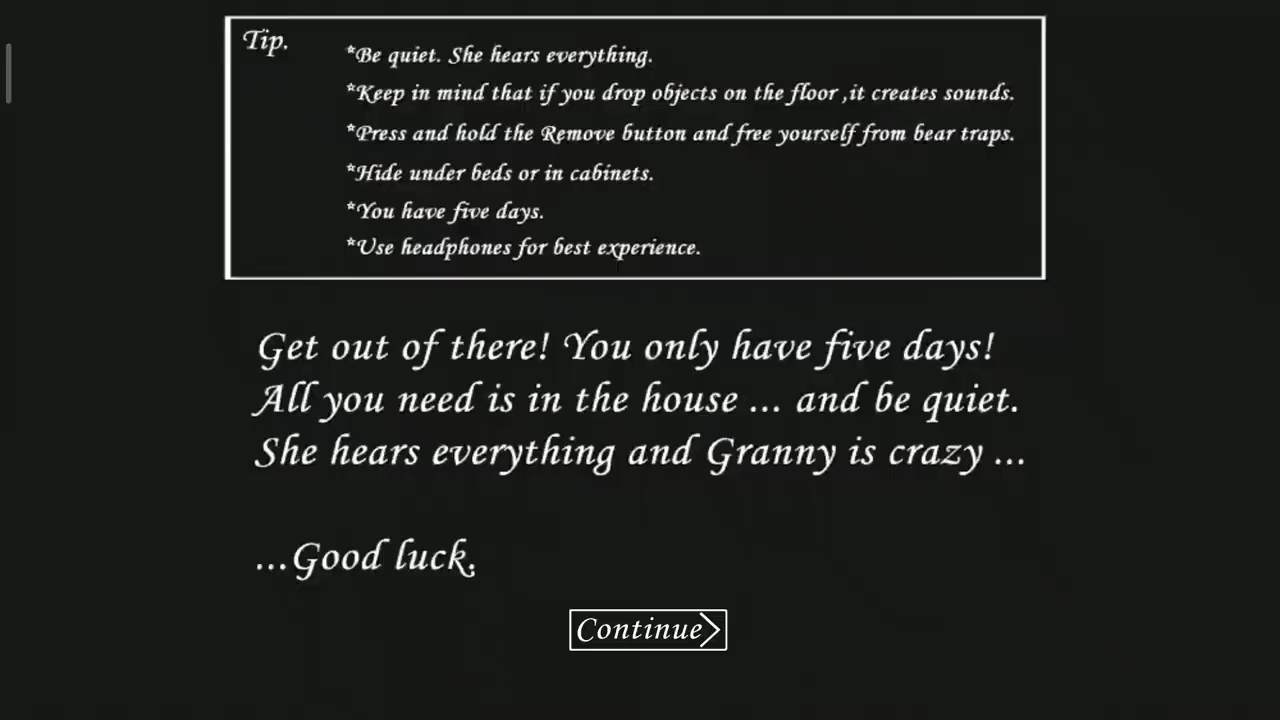 Tip.
*Be quiet. She hears everything.
*Keep in mind that if you drop objects on the floor ,it creates sounds.
*Press and hold the Remove button and free yourself from bear traps.
*Hide under beds or in cabinets.
*You have five days.
*Use headphones for best experience.
Get out of there! You only have five days!
All you need is in the house ... and be quiet.
She hears everything and Granny is crazy ...
...Good luck.
Continue